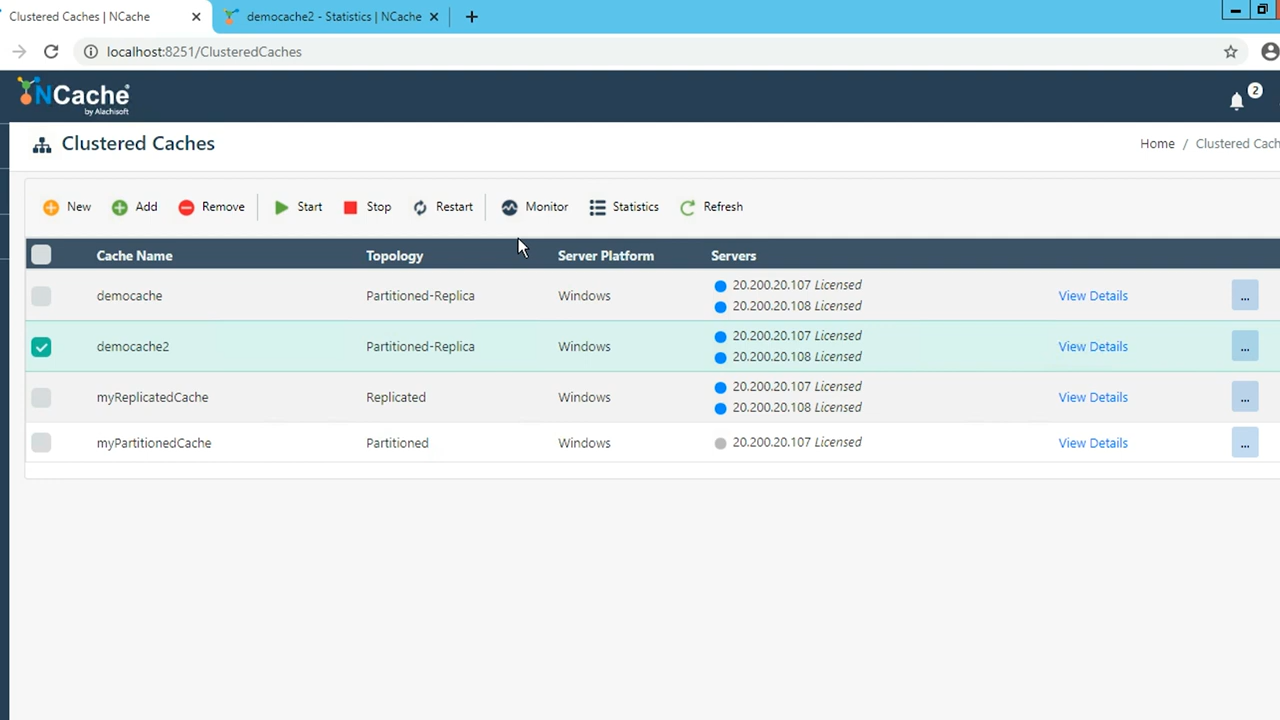 Clustered Caches | NCache
democache2 - Statistics | NCache
localhost:8251/ClusteredCaches
NCache
by Alachisoft
2
Clustered Caches
Home / Clustered Cach
New Add Remove Start Stop Restart Monitor Statistics Refresh
Cache Name Topology Server Platform Servers
democache Partitioned-Replica Windows 20.200.20.107 Licensed View Details ...
20.200.20.108 Licensed
democache2 Partitioned-Replica Windows 20.200.20.107 Licensed View Details ...
20.200.20.108 Licensed
myReplicatedCache Replicated Windows 20.200.20.107 Licensed View Details ...
20.200.20.108 Licensed
myPartitionedCache Partitioned Windows 20.200.20.107 Licensed View Details ...